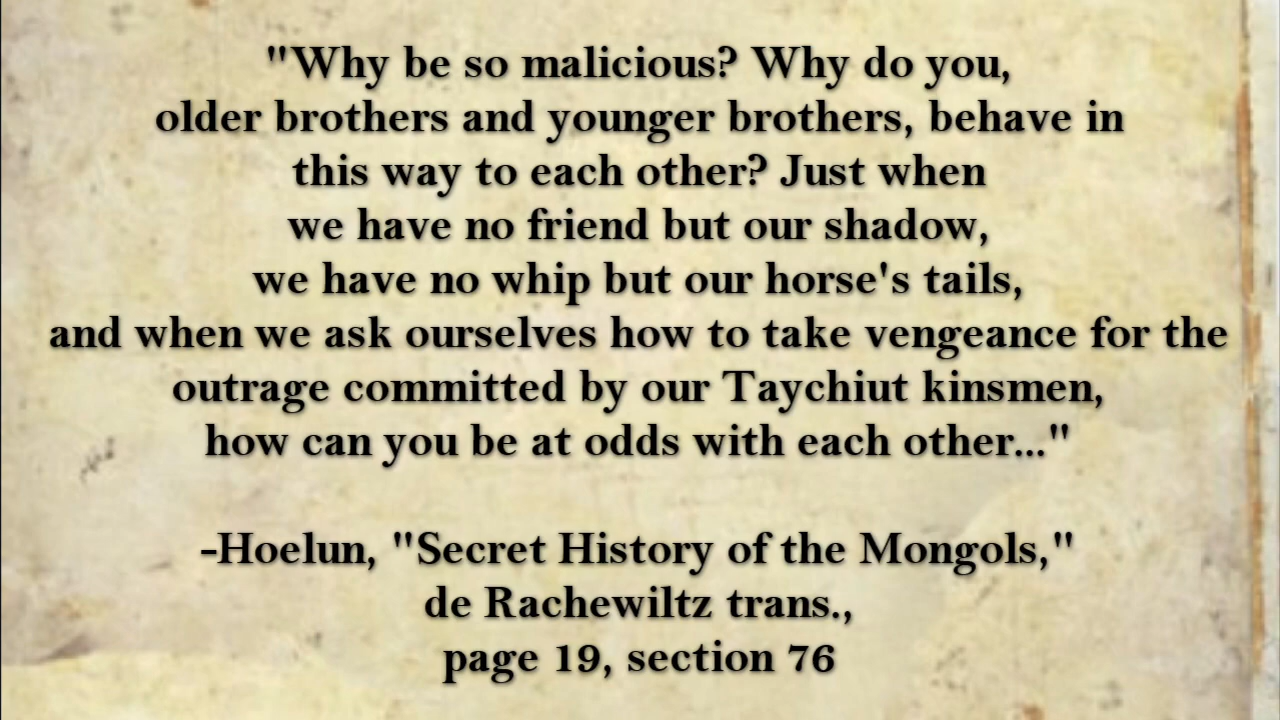 "Why be so malicious? Why do you,
older brothers and younger brothers, behave in
this way to each other? Just when
we have no friend but our shadow,
we have no whip but our horse's tails,
and when we ask ourselves how to take vengeance for the
outrage committed by our Taychiut kinsmen,
how can you be at odds with each other..."
-Hoelun, "Secret History of the Mongols,"
de Rachewiltz trans.,
page 19, section 76